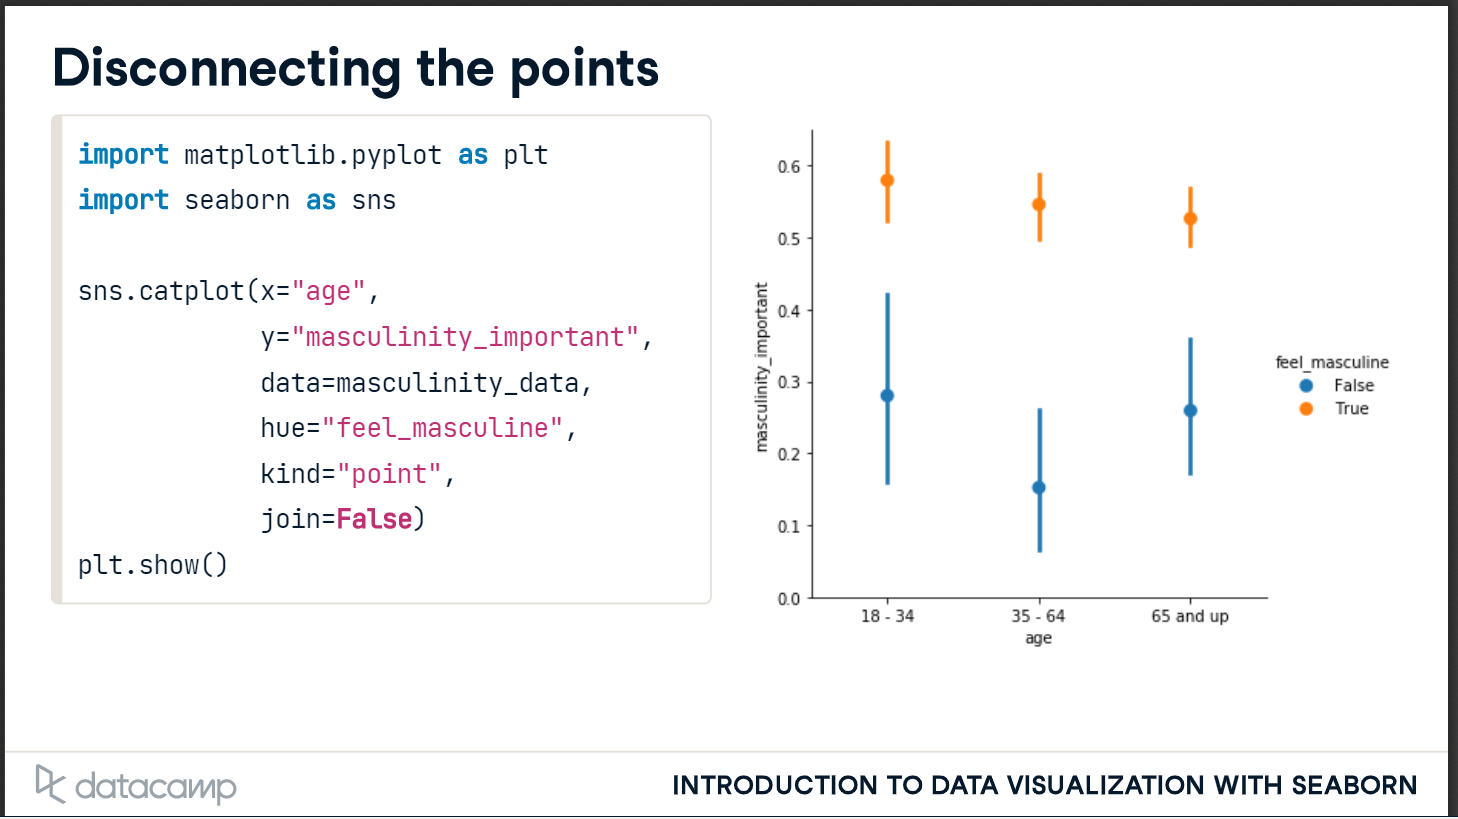 Disconnecting the points
import matplotlib.pyplot as plt
import seaborn as sns
sns.catplot(x="age",
            y="masculinity_important",
            data=masculinity_data,
            hue="feel_masculine",
            kind="point",
            join=False)
plt.show()
masculinity_important
0.6
0.5
0.4
0.3
0.2
0.1
0.0
18 - 34
35 - 64
65 and up
age
feel_masculine
False
True
datacamp
INTRODUCTION TO DATA VISUALIZATION WITH SEABORN